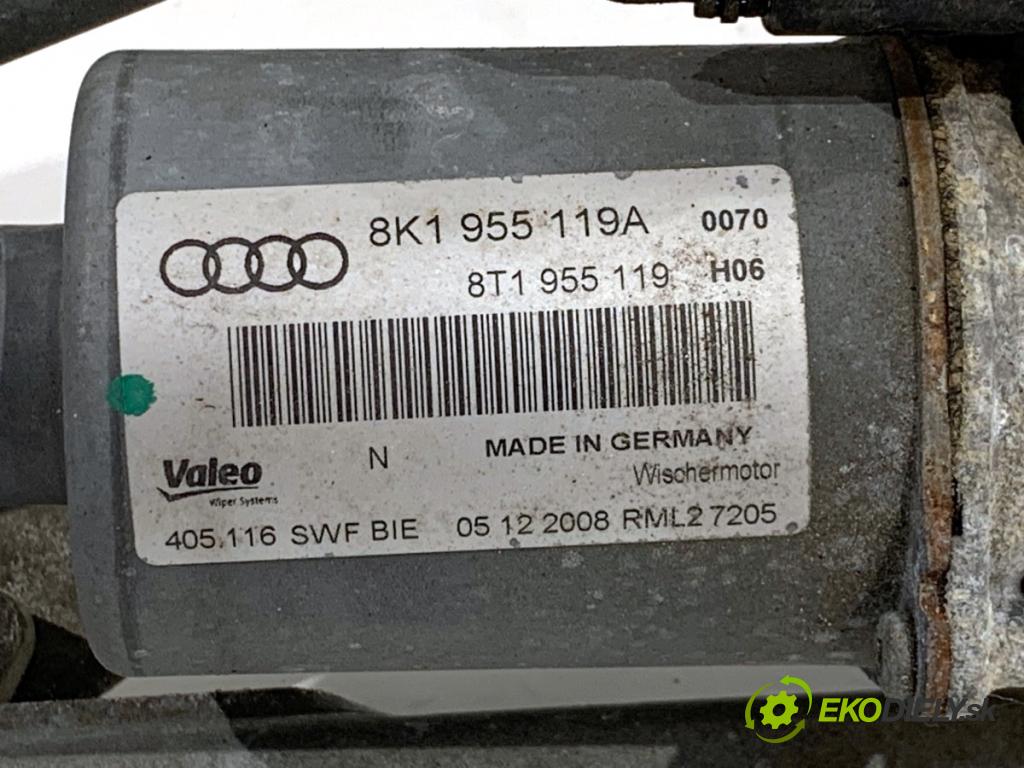 8K1 955 119A 0070
8T1 955 119 H06
N MADE IN GERMANY
Valeo Wischermotor
Wiper Systems
405.116 SWF BIE 05 12 2008 RML2 7205
EKODIELY.sk